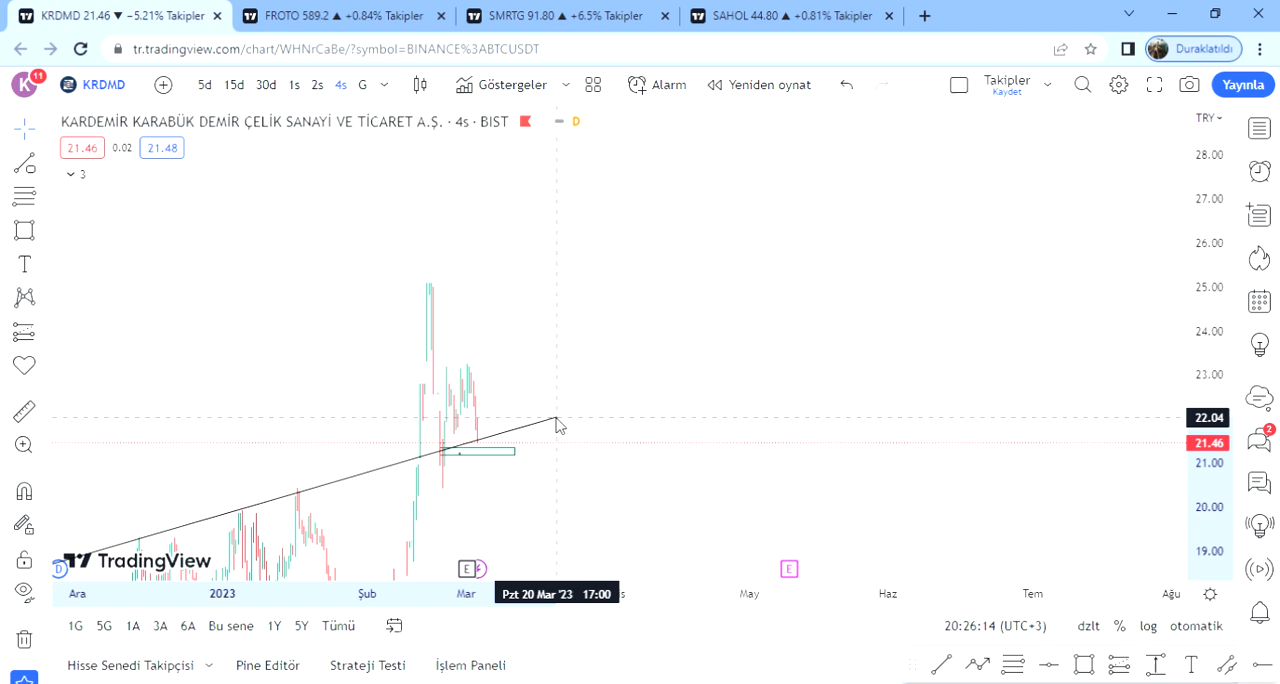 KRDMD 21.46 ▼ −5.21% Takipler
FROTO 589.2 ▲ +0.84% Takipler
SMRTG 91.80 ▲ +6.5% Takipler
SAHOL 44.80 ▲ +0.81% Takipler
tr.tradingview.com/chart/WHNrCaBe/?symbol=BINANCE%3ABTCUSDT
Duraklatıldı
K 11
KRDMD
5d 15d 30d 1s 2s 4s G
Göstergeler
Alarm
Yeniden oynat
Takipler
Kaydet
Yayınla
KARDEMİR KARABÜK DEMİR ÇELİK SANAYİ VE TİCARET A.Ş. · 4s · BIST
D
TRY
21.46 0.02 21.48
3
28.00
27.00
26.00
25.00
24.00
23.00
22.04
21.46
21.00
20.00
19.00
2
D
TradingView
E
E
Ara 2023 Şub Mar Pzt 20 Mar '23 17:00 s May Haz Tem Ağu
1G 5G 1A 3A 6A Bu sene 1Y 5Y Tümü
20:26:14 (UTC+3) dzlt % log otomatik
Hisse Senedi Takipçisi Pine Editör Strateji Testi İşlem Paneli